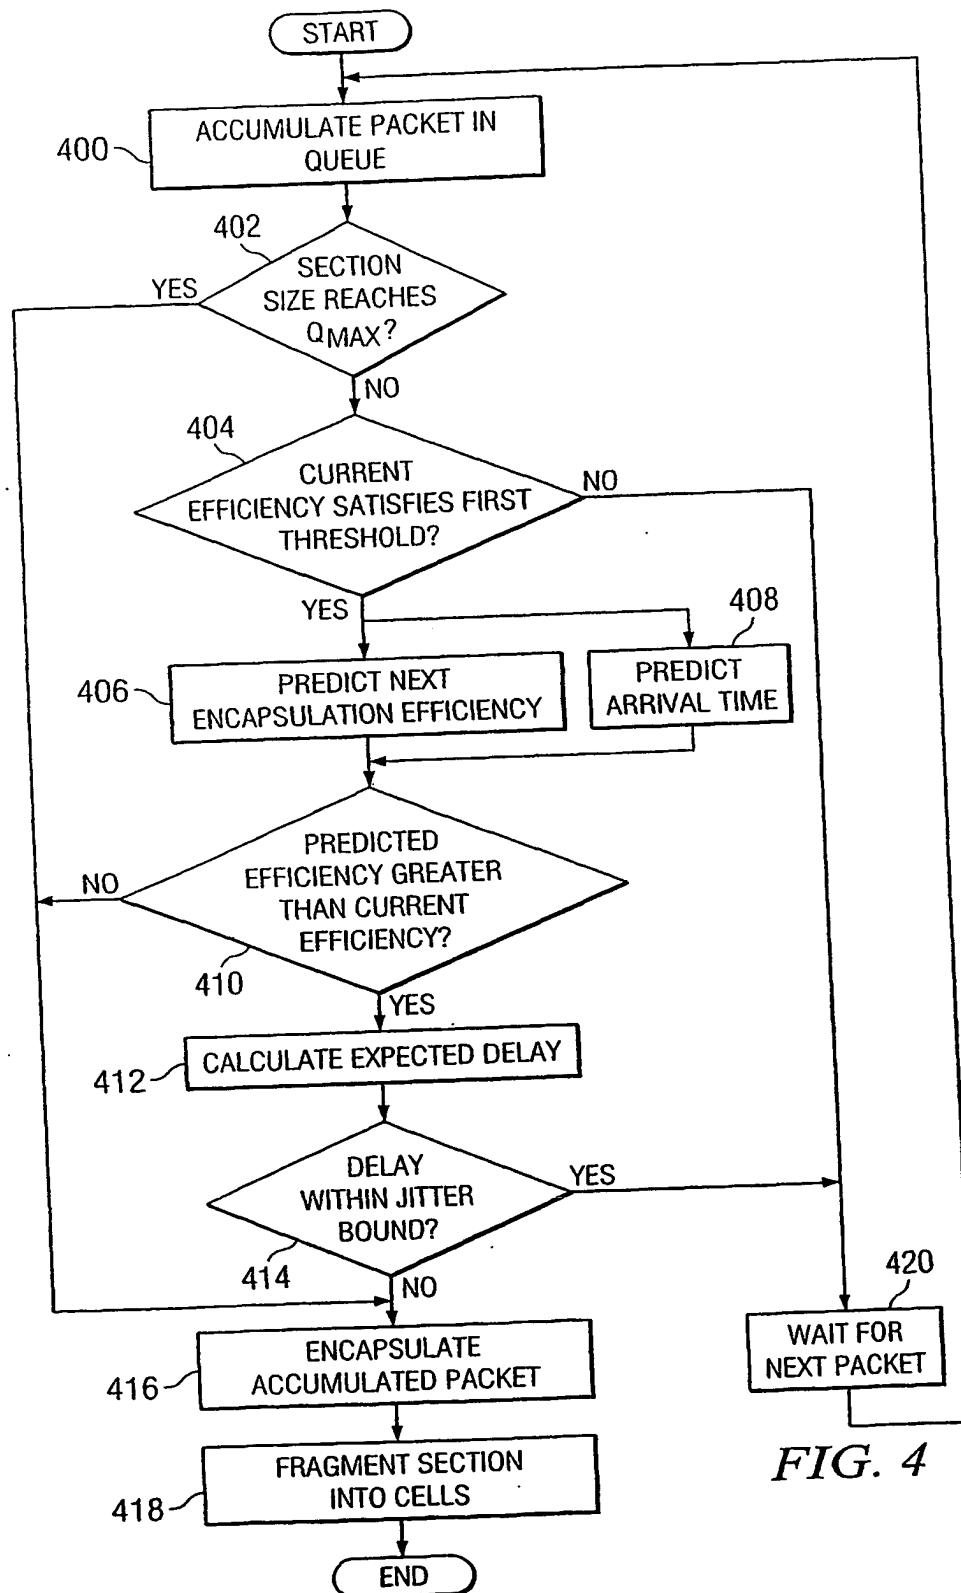 START
ACCUMULATE PACKET IN
QUEUE
400
402
SECTION
SIZE REACHES
QMAX?
YES
NO
404
CURRENT
EFFICIENCY SATISFIES FIRST
THRESHOLD?
NO
YES
408
PREDICT NEXT
ENCAPSULATION EFFICIENCY
406
PREDICT
ARRIVAL TIME
PREDICTED
EFFICIENCY GREATER
THAN CURRENT
EFFICIENCY?
NO
410
YES
CALCULATE EXPECTED DELAY
412
DELAY
WITHIN JITTER
BOUND?
YES
414
NO
420
WAIT FOR
NEXT PACKET
ENCAPSULATE
ACCUMULATED PACKET
416
FRAGMENT SECTION
INTO CELLS
418
FIG. 4
END